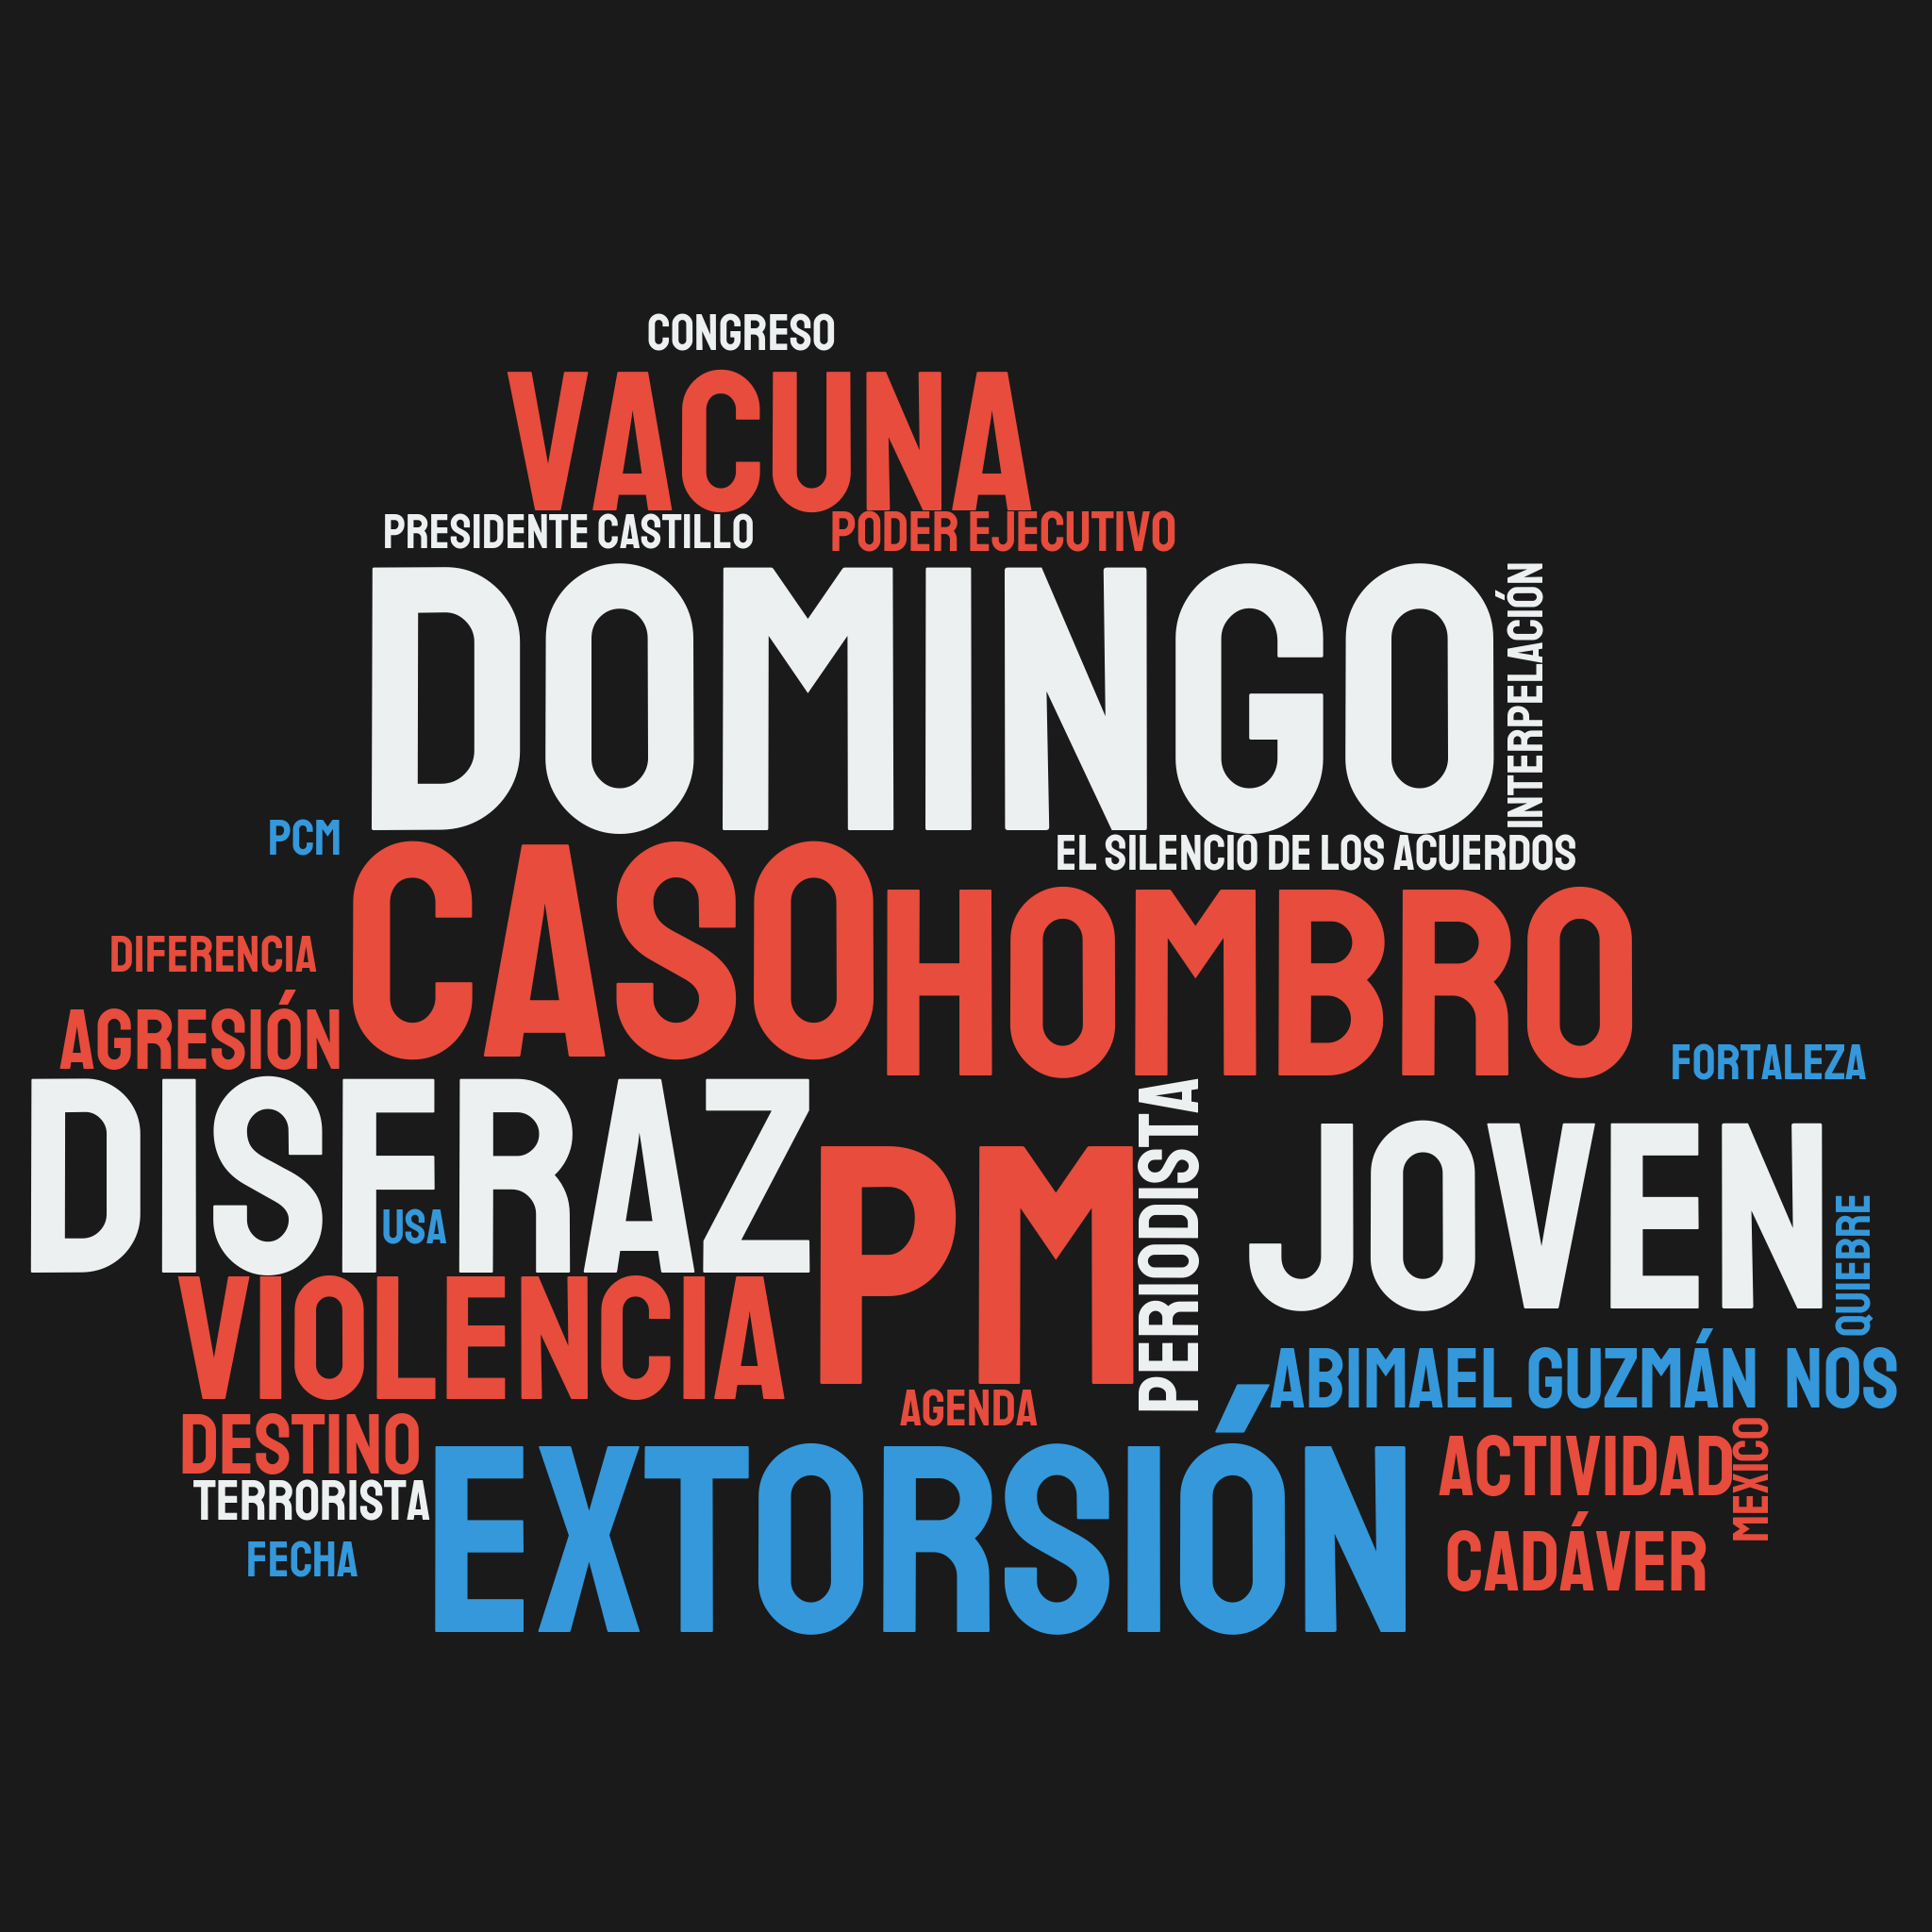 CONGRESO
VACUNA
PRESIDENTE CASTILLO
PODER EJECUTIVO
DOMINGO
INTERPELACIÓN
PCM
EL SILENCIO DE LOS ACUERDOS
CASO
HOMBRO
DIFERENCIA
AGRESIÓN
FORTALEZA
DISFRAZ
USA
PM
PERIODISTA
JOVEN
QUIEBRE
VIOLENCIA
ABIMAEL GUZMÁN NOS
AGENDA
DESTINO
EXTORSIÓN
ACTIVIDAD
MEXICO
TERRORISTA
CADÁVER
FECHA